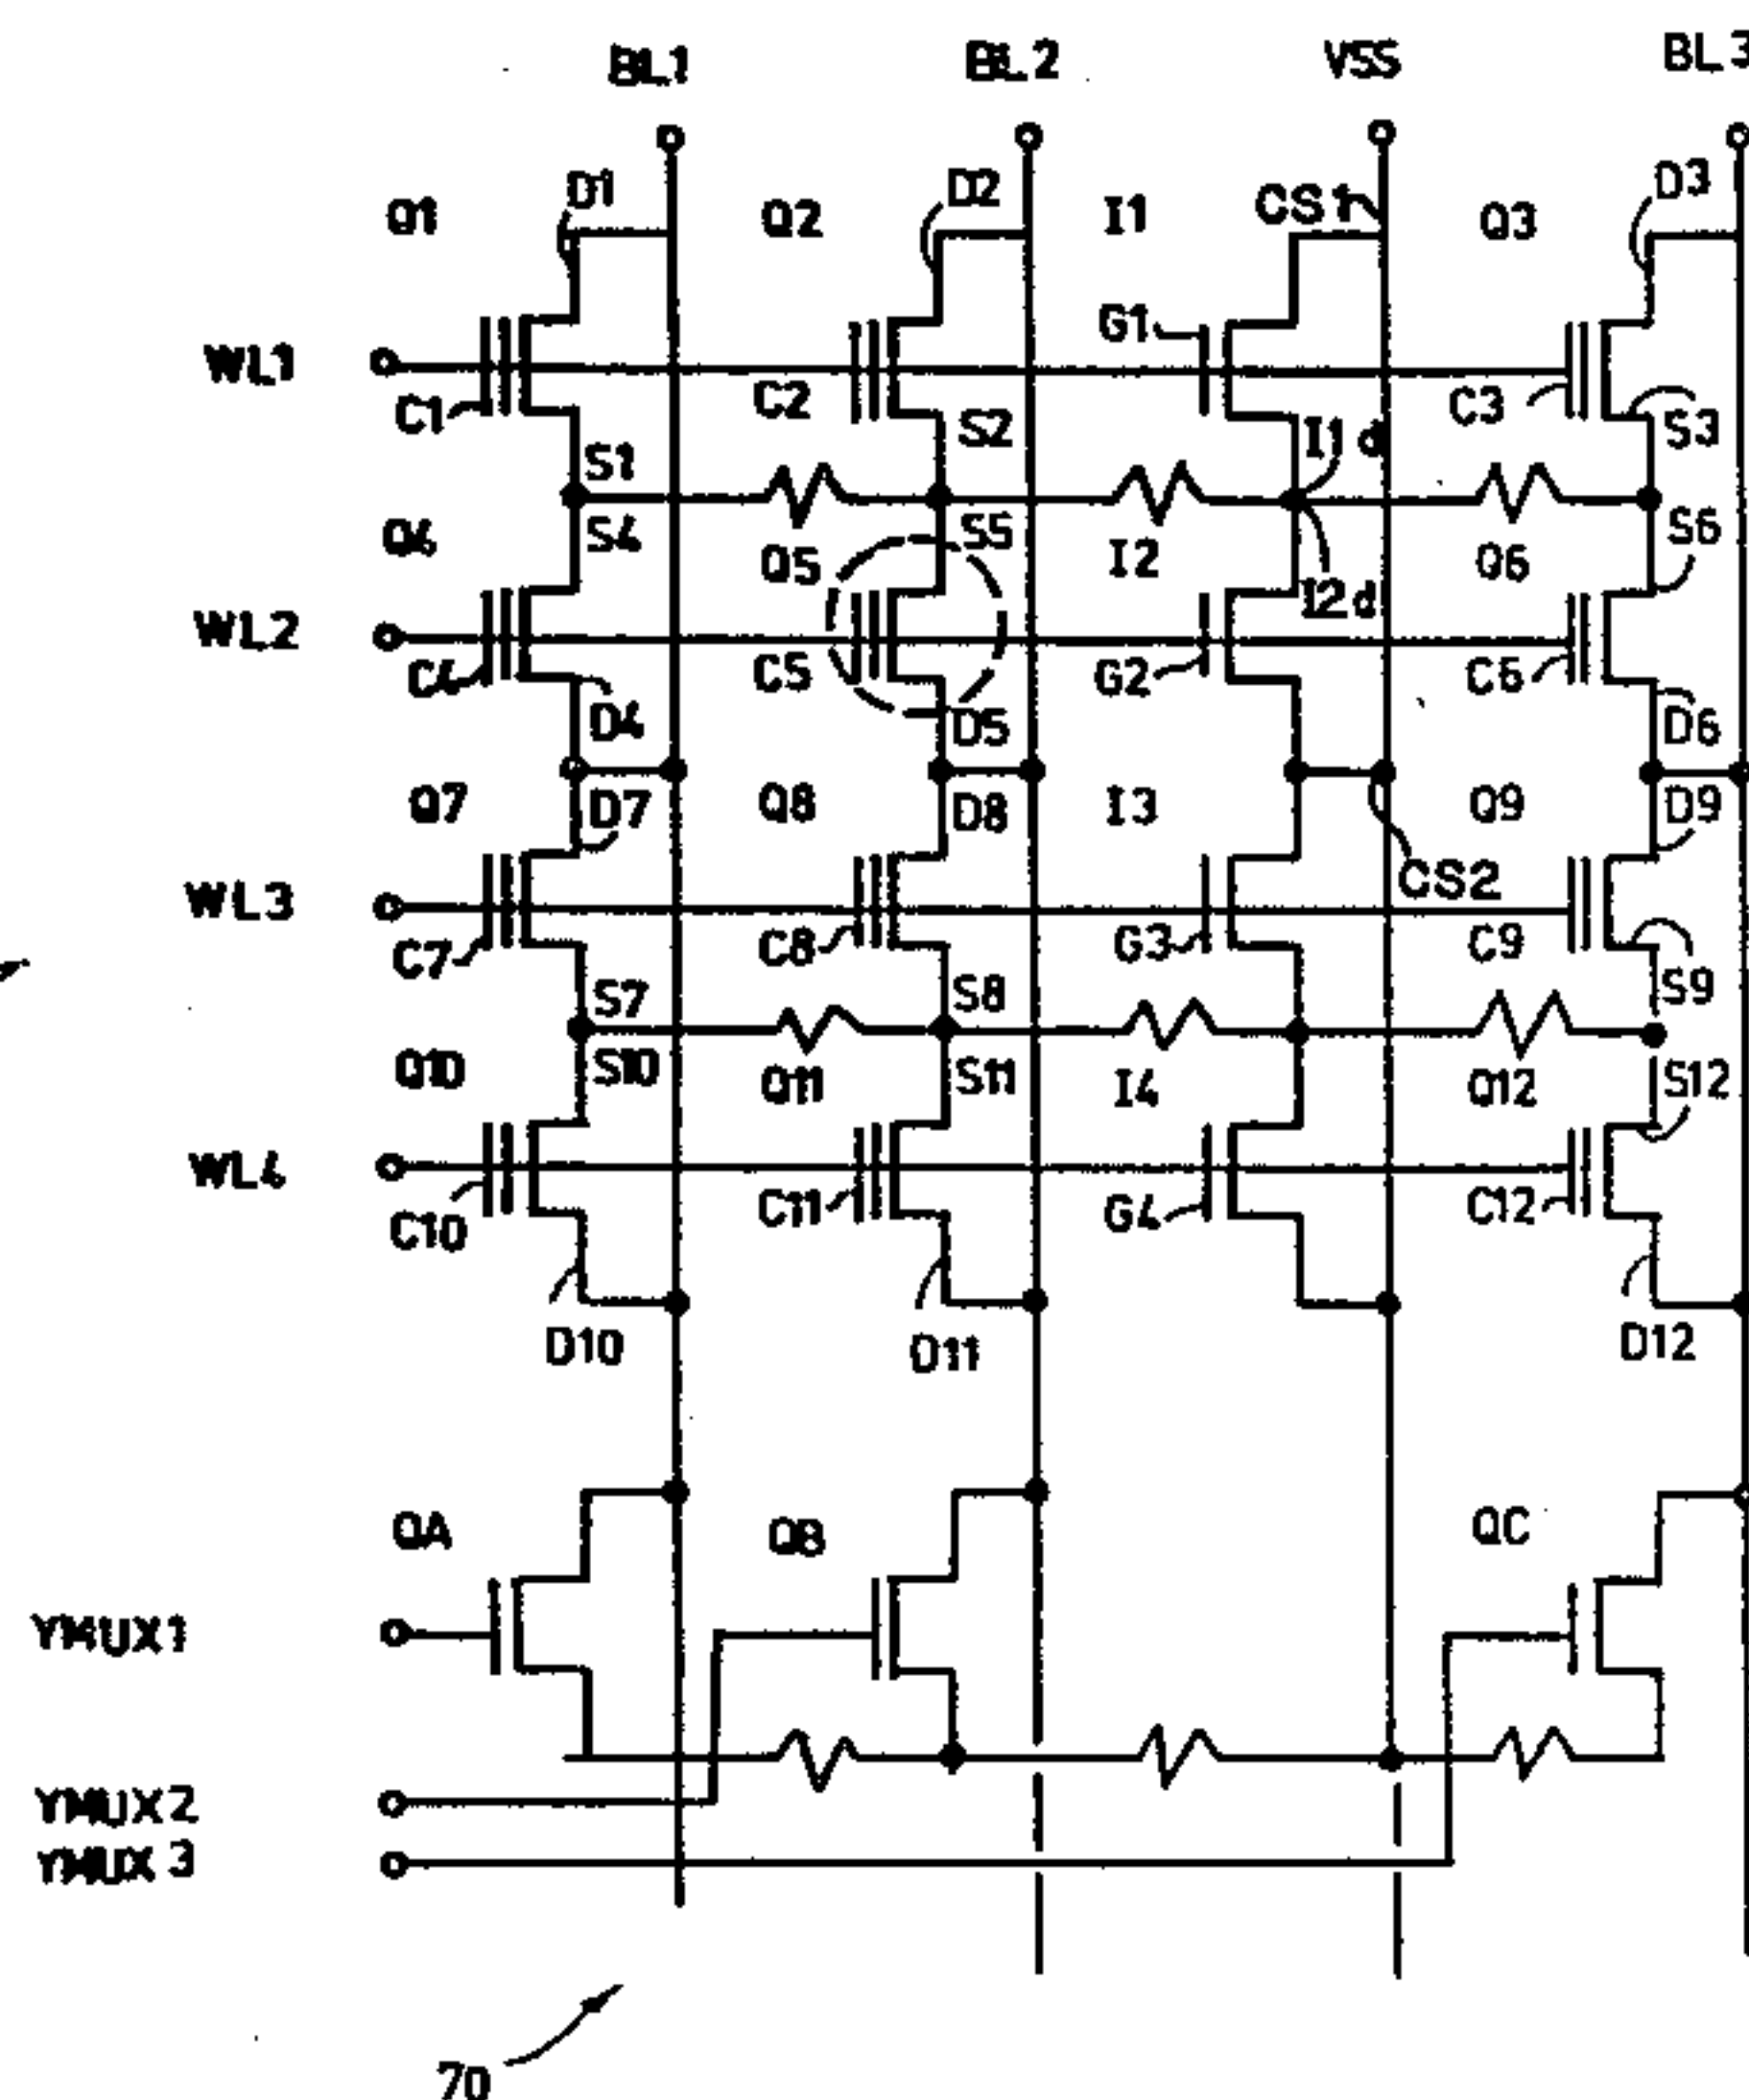 BL1 BL2 VSS BL3
Q1 D1 Q2 D2 I1 CS1 Q3 D3
G1
WL1
C1 C2 C3
S1 S2 I1d S3
Q4 S4 Q5 S5 I2 Q6 S6
I2d
WL2
C4 C5 G2 C6
D4 D5 D6
Q7 D7 Q8 D8 I3 Q9 D9
CS2
WL3
C7 C8 G3 C9
S7 S8 S9
Q10 S10 Q11 S11 I4 Q12 S12
WL4
C10 C11 G4 C12
D10 D11 D12
QA QB QC
YMUX1
YMUX2
YMUX3
70